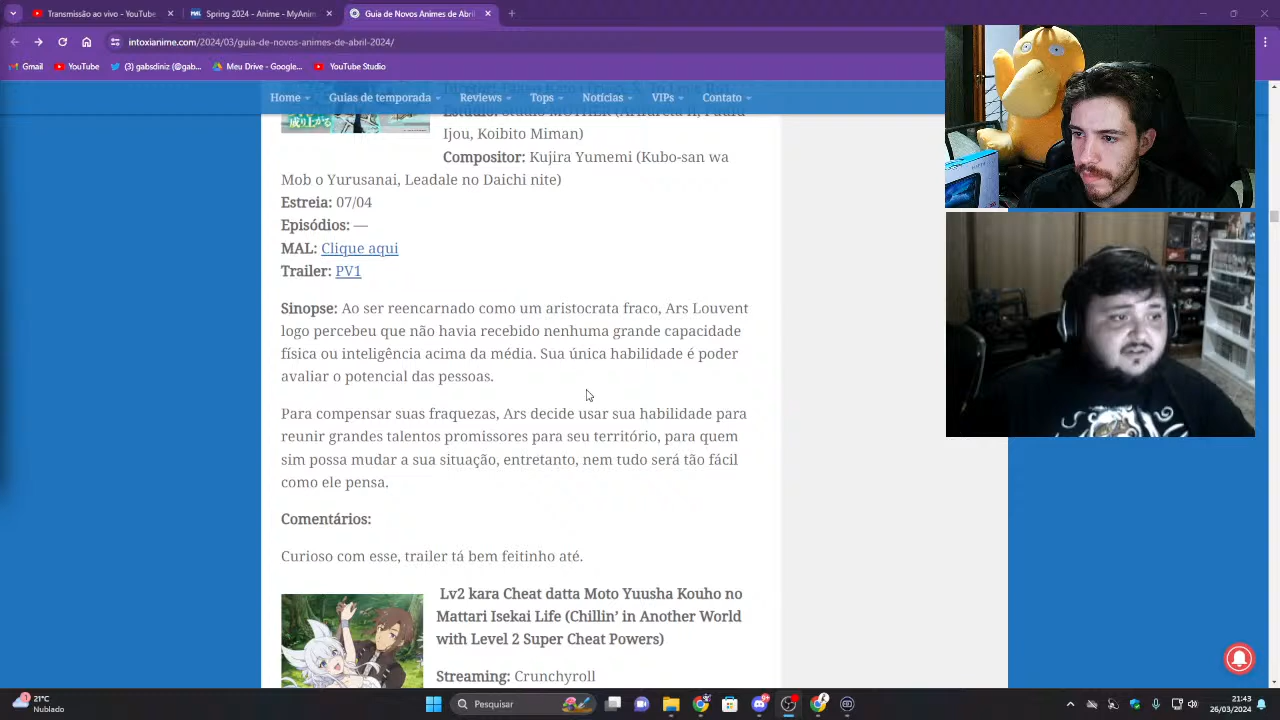 Transmissão ao vivo - YouTube
Spring 2024 - Anime
intoxianime.com/2024/03/guia-de-novos-animes-de-abril-2024/
Gmail YouTube (3) gabsdiniz (@gab... Meu Drive - Google... YouTube Studio
Home Guias de temporada Reviews Tops Notícias VIPs Contato
Ijou, Koibito Miman)
Compositor: Kujira Yumemi (Kubo-san wa
Mob o Yurusanai, Leadale no Daichi nite)
Estreia: 07/04
Episódios: —
MAL: Clique aqui
Trailer: PV1
Sinopse: Ao ser reencarnado como um aristocrata fraco, Ars Louvent
logo percebeu que não havia recebido nenhuma grande capacidade
física ou inteligência acima da média. Sua única habilidade é poder
avaliar o potencial das pessoas.
Para compensar suas fraquezas, Ars decide usar sua habilidade para
reunir grandes talentos promissores para seu território, para quem
sim possa mudar a sua situação, entretanto, nem tudo será tão fácil
como ele pensa.
Comentários:
Curioso com esse, trailer tá bem feitinho até.
Lv2 kara Cheat datta Moto Yuusha Kouho no
Mattari Isekai Life (Chillin’ in Another World
with Level 2 Super Cheat Powers)
Streaming: Crunchyroll
31°C
Nublado
Pesquisar
21:43
26/03/2024